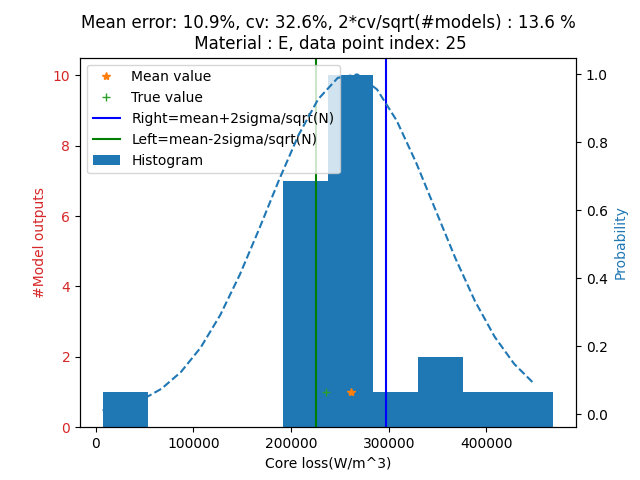 Mean error: 10.9%, cv: 32.6%, 2*cv/sqrt(#models) : 13.6 %
Material : E, data point index: 25
Mean value
True value
Right=mean+2sigma/sqrt(N)
Left=mean-2sigma/sqrt(N)
Histogram
#Model outputs
10
8
6
4
2
0
Probability
1.0
0.8
0.6
0.4
0.2
0.0
0 100000 200000 300000 400000
Core loss(W/m^3)